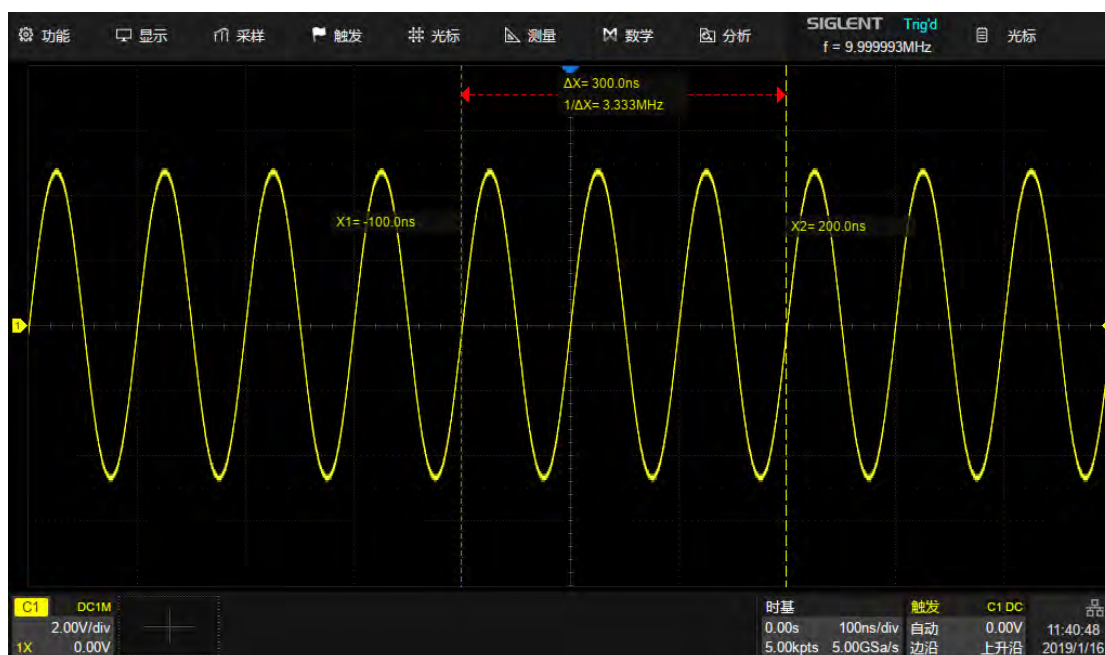 功能 显示 采样 触发 光标 测量 数学 分析 SIGLENT Trig'd 光标
f = 9.999993MHz
ΔX= 300.0ns
1/ΔX= 3.333MHz
X1= -100.0ns
X2= 200.0ns
1
C1 DC1M
2.00V/div
1X 0.00V
时基
0.00s 100ns/div
5.00kpts 5.00GSa/s
触发 C1 DC
自动 0.00V
边沿 上升沿
11:40:48
2019/1/16